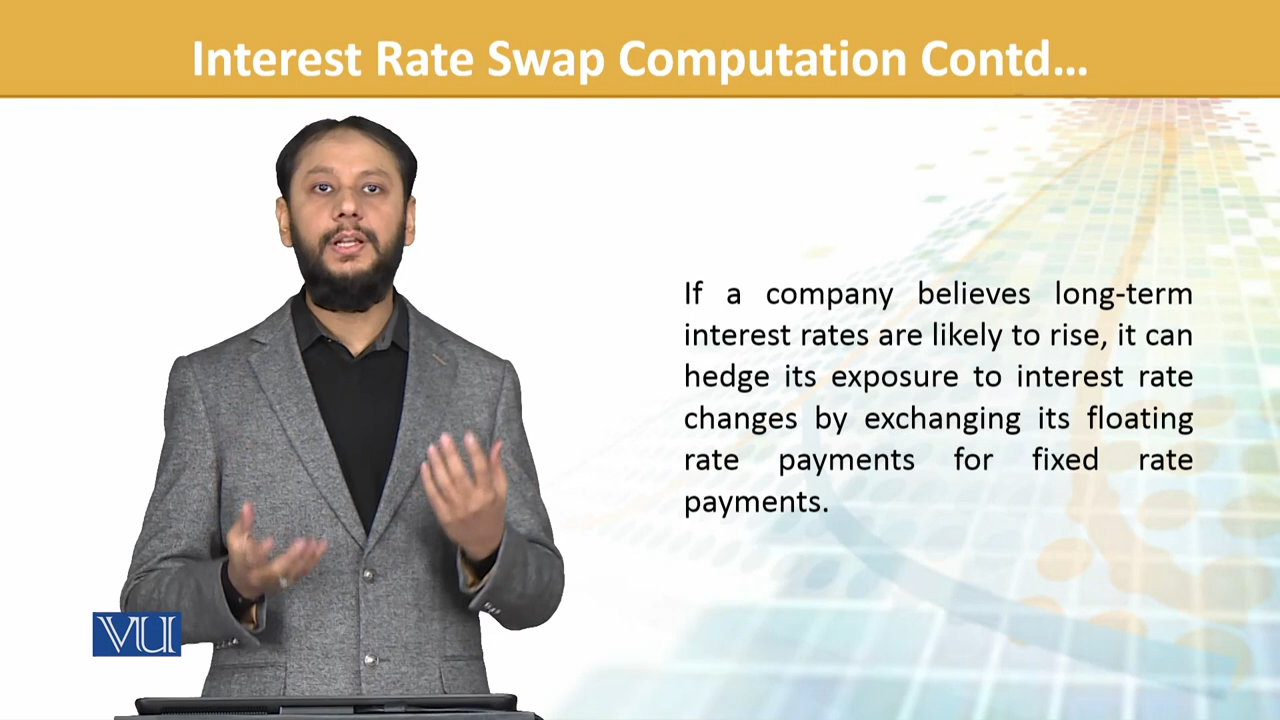 Interest Rate Swap Computation Contd...
If a company believes long-term
interest rates are likely to rise, it can
hedge its exposure to interest rate
changes by exchanging its floating
rate payments for fixed rate
payments.
VU